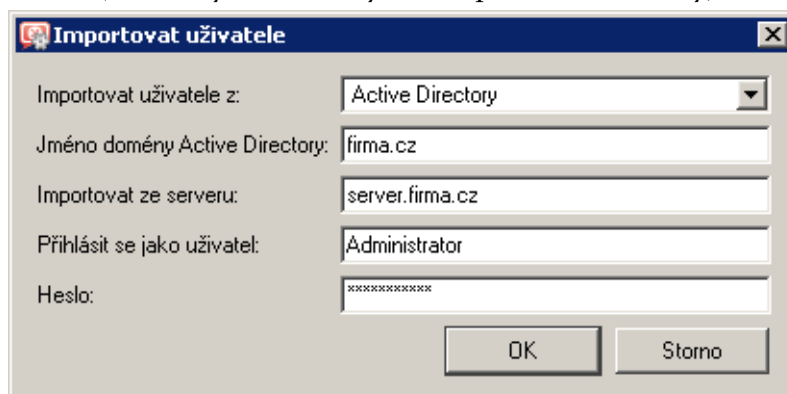 Importovat uživatele
Importovat uživatele z: Active Directory
Jméno domény Active Directory: firma.cz
Importovat ze serveru: server.firma.cz
Přihlásit se jako uživatel: Administrator
Heslo: ***********
OK Storno